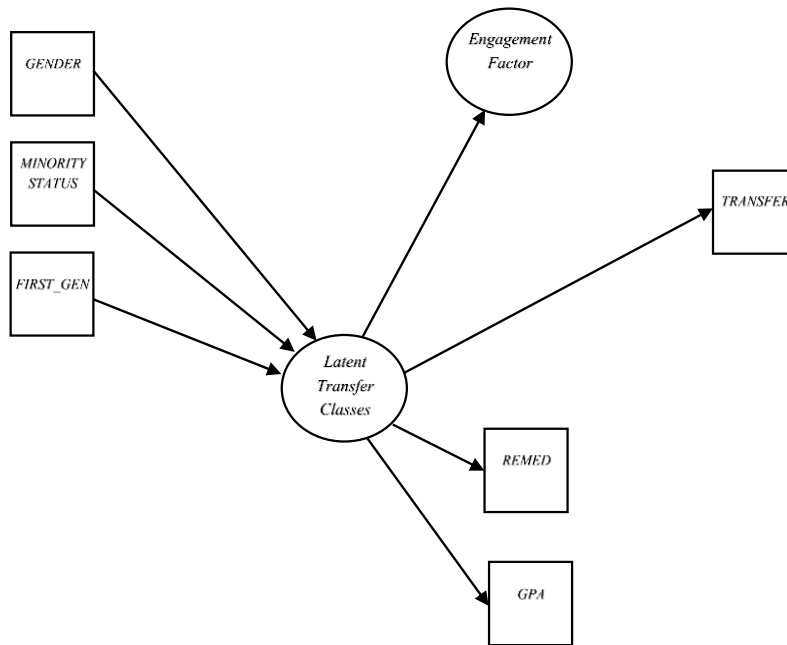 GENDER
MINORITY
STATUS
FIRST_GEN
Engagement
Factor
TRANSFER
Latent
Transfer
Classes
REMED
GPA